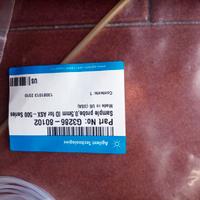 Agilent Technologies
Part No: G3286-80102
Sample probe,0.5mm ID for ASX - 500 Series
Made in US (USA)
Contents: 1
US